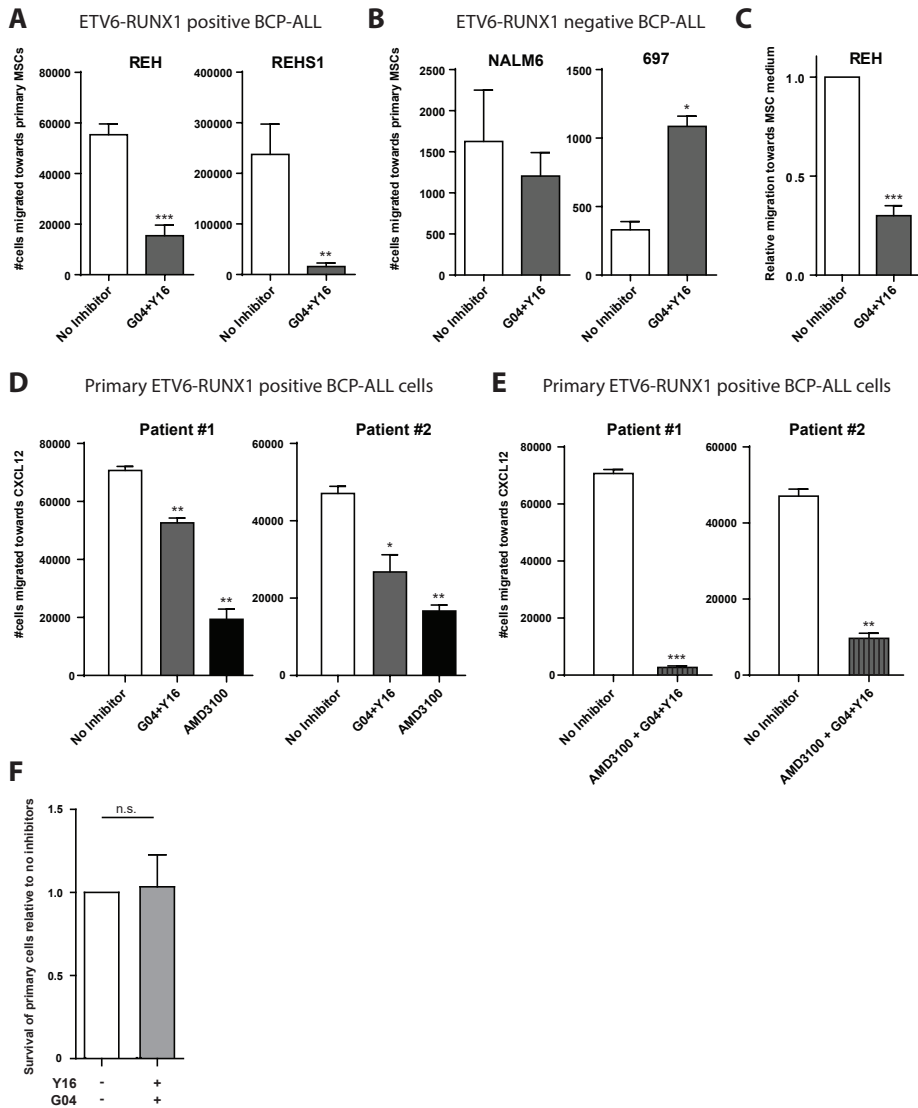 A
ETV6-RUNX1 positive BCP-ALL
REH
#cells migrated towards primary MSCs
80000
60000
40000
20000
0
***
No Inhibitor
G04+Y16
REHS1
400000
300000
200000
100000
0
**
No Inhibitor
G04+Y16
B
ETV6-RUNX1 negative BCP-ALL
NALM6
#cells migrated towards primary MSCs
2500
2000
1500
1000
500
0
No Inhibitor
G04+Y16
697
1500
1000
500
0
*
No Inhibitor
G04+Y16
C
REH
Relative migration towards MSC medium
1.0
0.5
0.0
***
No Inhibitor
G04+Y16
D
Primary ETV6-RUNX1 positive BCP-ALL cells
Patient #1
#cells migrated towards CXCL12
80000
60000
40000
20000
0
**
**
No Inhibitor
G04+Y16
AMD3100
Patient #2
60000
40000
20000
0
*
**
No Inhibitor
G04+Y16
AMD3100
E
Primary ETV6-RUNX1 positive BCP-ALL cells
Patient #1
#cells migrated towards CXCL12
80000
60000
40000
20000
0
***
No Inhibitor
AMD3100 + G04+Y16
Patient #2
60000
40000
20000
0
**
No Inhibitor
AMD3100 + G04+Y16
F
Survival of primary cells relative to no inhibitors
1.5
1.0
0.5
0
n.s.
Y16 - +
G04 - +